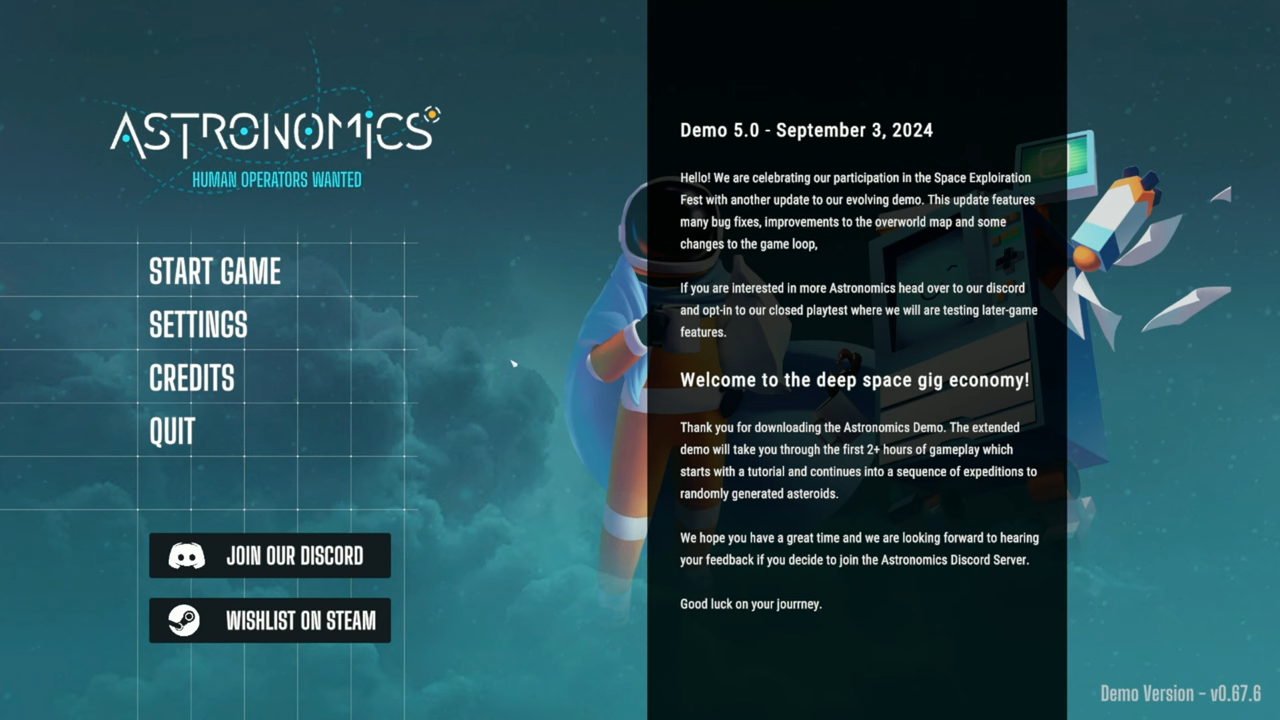 ASTRONOMICS
HUMAN OPERATORS WANTED
START GAME
SETTINGS
CREDITS
QUIT
JOIN OUR DISCORD
WISHLIST ON STEAM
Demo 5.0 - September 3, 2024
Hello! We are celebrating our participation in the Space Exploiration
Fest with another update to our evolving demo. This update features
many bug fixes, improvements to the overworld map and some
changes to the game loop,
If you are interested in more Astronomics head over to our discord
and opt-in to our closed playtest where we will are testing later-game
features.
Welcome to the deep space gig economy!
Thank you for downloading the Astronomics Demo. The extended
demo will take you through the first 2+ hours of gameplay which
starts with a tutorial and continues into a sequence of expeditions to
randomly generated asteroids.
We hope you have a great time and we are looking forward to hearing
your feedback if you decide to join the Astronomics Discord Server.
Good luck on your jourrney.
Demo Version - v0.67.6